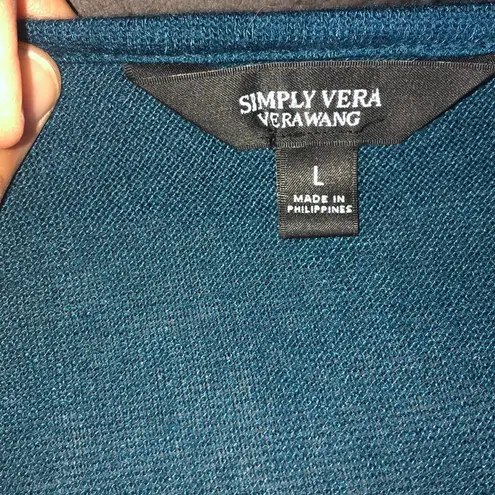 SIMPLY VERA
VERAWANG
L
MADE IN
PHILIPPINES